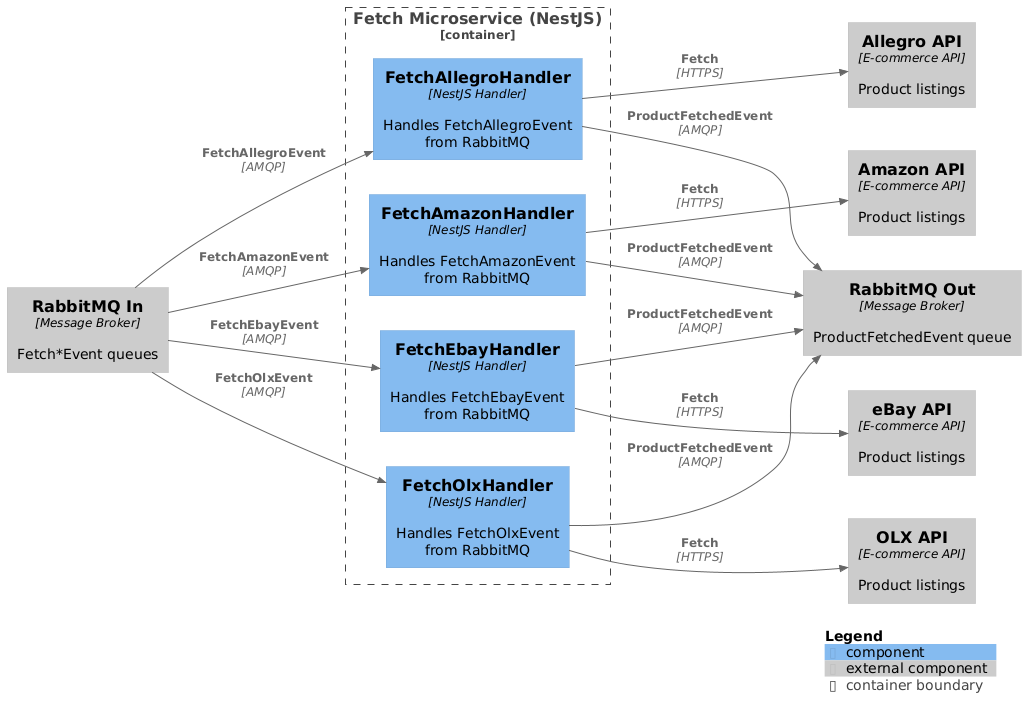 Fetch Microservice (NestJS)
[container]
FetchAllegroHandler
[NestJS Handler]
Handles FetchAllegroEvent
from RabbitMQ
FetchAmazonHandler
[NestJS Handler]
Handles FetchAmazonEvent
from RabbitMQ
FetchEbayHandler
[NestJS Handler]
Handles FetchEbayEvent
from RabbitMQ
FetchOlxHandler
[NestJS Handler]
Handles FetchOlxEvent
from RabbitMQ
RabbitMQ In
[Message Broker]
Fetch*Event queues
Allegro API
[E-commerce API]
Product listings
Amazon API
[E-commerce API]
Product listings
RabbitMQ Out
[Message Broker]
ProductFetchedEvent queue
eBay API
[E-commerce API]
Product listings
OLX API
[E-commerce API]
Product listings
FetchAllegroEvent
[AMQP]
FetchAmazonEvent
[AMQP]
FetchEbayEvent
[AMQP]
FetchOlxEvent
[AMQP]
Fetch
[HTTPS]
ProductFetchedEvent
[AMQP]
Fetch
[HTTPS]
ProductFetchedEvent
[AMQP]
ProductFetchedEvent
[AMQP]
Fetch
[HTTPS]
ProductFetchedEvent
[AMQP]
Fetch
[HTTPS]
Legend
component
external component
container boundary